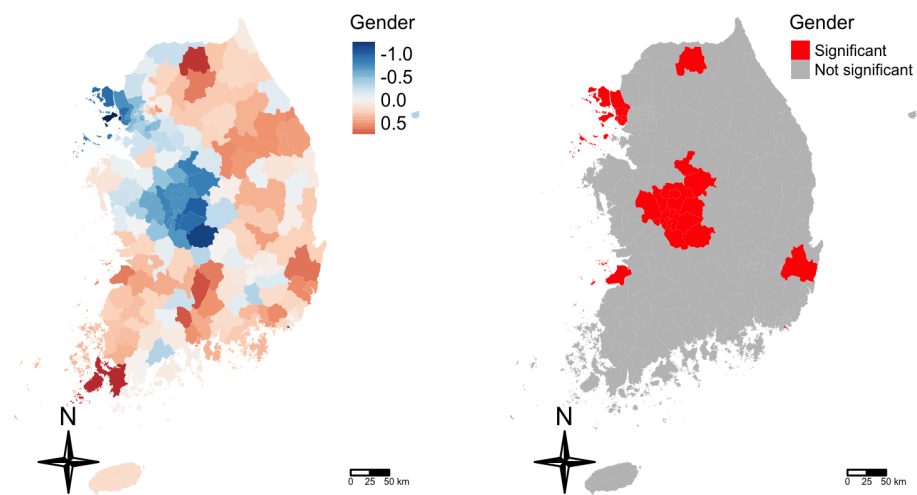 Gender
-1.0
-0.5
0.0
0.5
N
0 25 50 km
Gender
Significant
Not significant
N
0 25 50 km